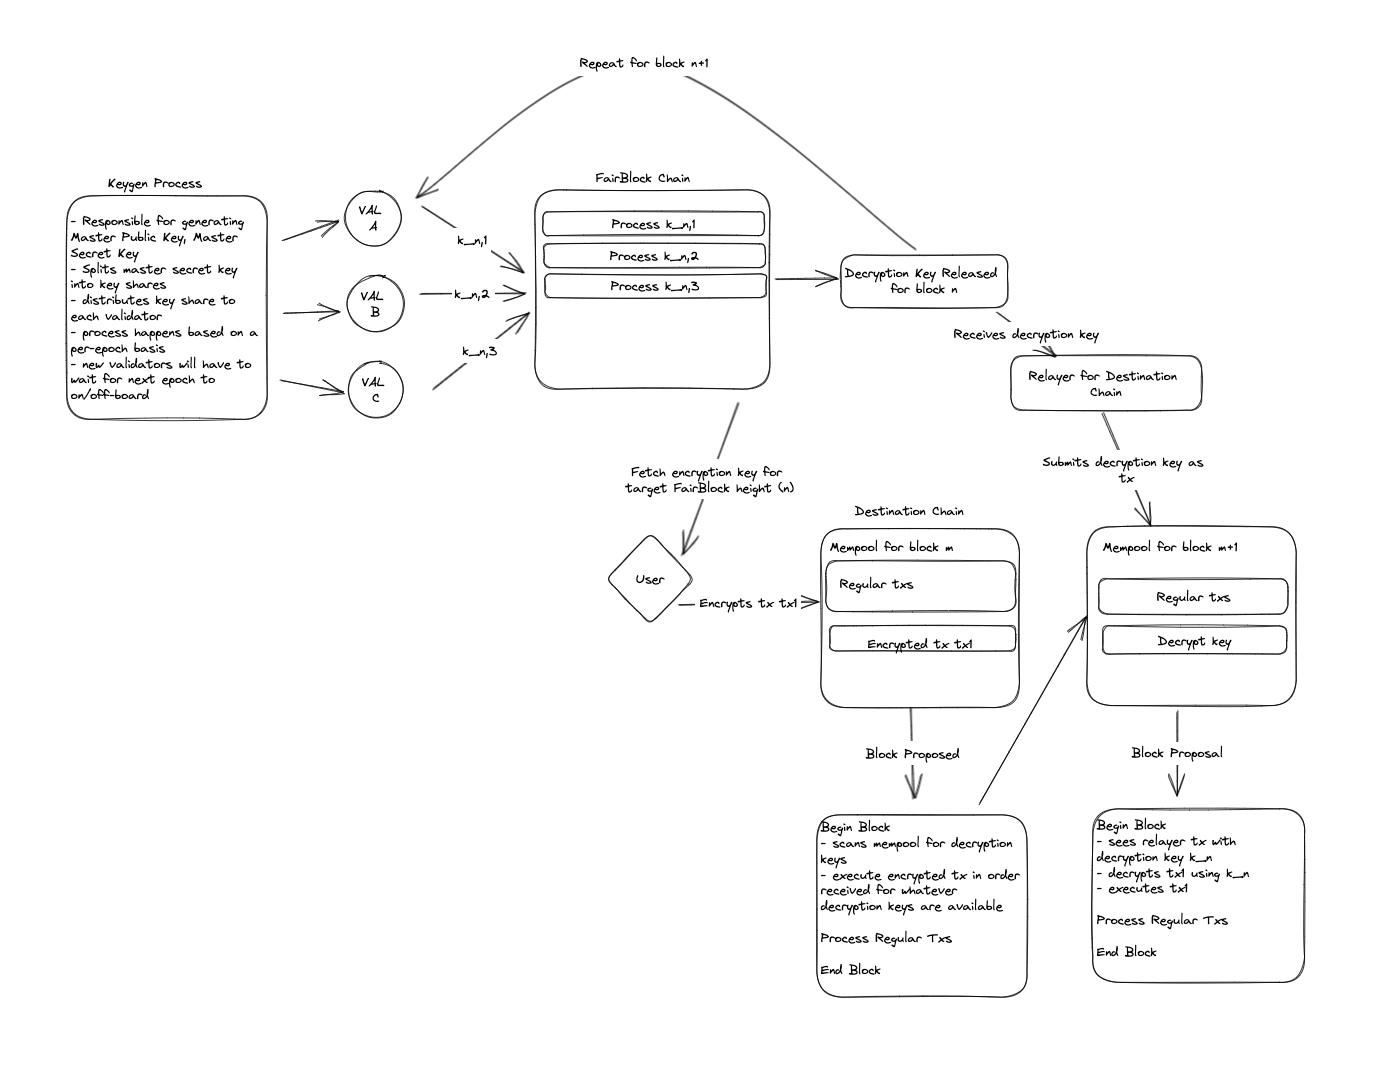 Repeat for block n+1
Keygen Process
- Responsible for generating
Master Public Key, Master
Secret Key
- Splits master secret key
into key shares
- distributes key share to
each validator
- process happens based on a
per-epoch basis
- new validators will have to
wait for next epoch to
on/off-board
VAL
A
VAL
B
VAL
C
k_n,1
k_n,2
k_n,3
FairBlock Chain
Process k_n,1
Process k_n,2
Process k_n,3
Decryption Key Released
for block n
Receives decryption key
Relayer for Destination
Chain
Submits decryption key as
tx
Fetch encryption key for
target FairBlock height (n)
User
Encrypts tx tx1
Destination Chain
Mempool for block m
Regular txs
Encrypted tx tx1
Mempool for block m+1
Regular txs
Decrypt key
Block Proposed
Block Proposal
Begin Block
- scans mempool for decryption
keys
- execute encrypted tx in order
received for whatever
decryption keys are available
Process Regular Txs
End Block
Begin Block
- sees relayer tx with
decryption key k_n
- decrypts tx1 using k_n
- executes tx1
Process Regular Txs
End Block